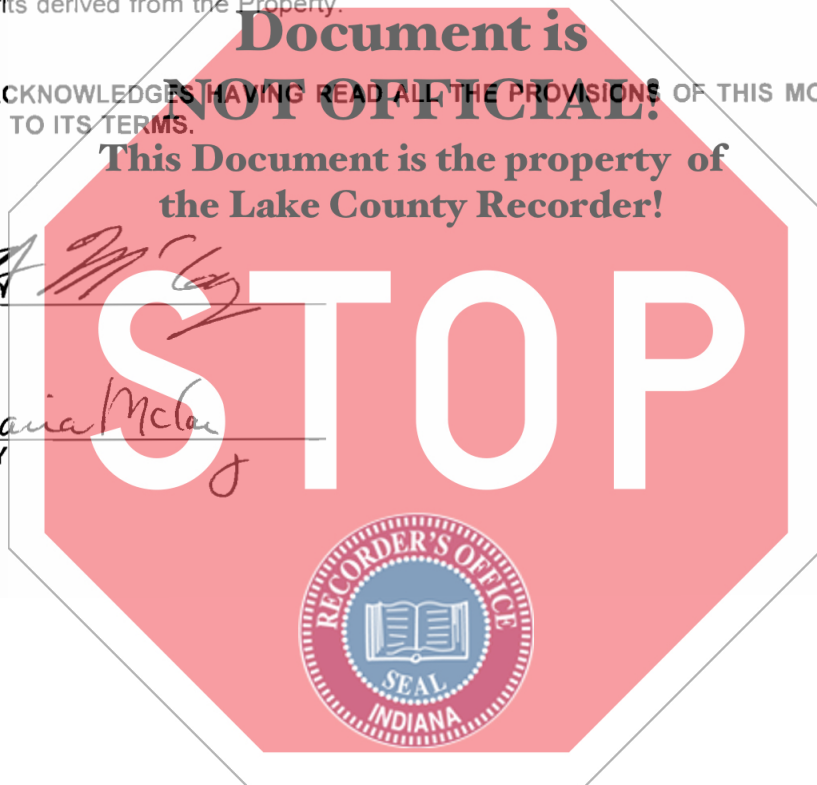 its derived from the Property.
Document is
CKNOWLEDGES HAVING READ ALL THE PROVISIONS OF THIS MO
NOT OFFICIAL!
TO ITS TERMS.
This Document is the property of
the Lake County Recorder!
STOP
RECORDER'S OFFICE
SEAL
INDIANA